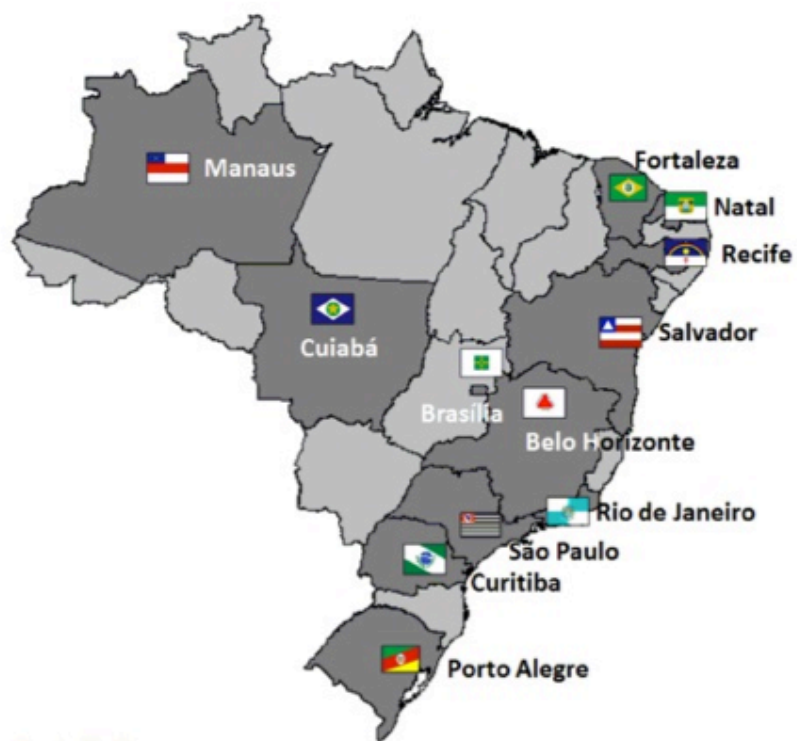 Fortaleza
Manaus
Natal
Recife
Salvador
Cuiabá
Brasília
Belo Horizonte
Rio de Janeiro
São Paulo
Curitiba
Porto Alegre